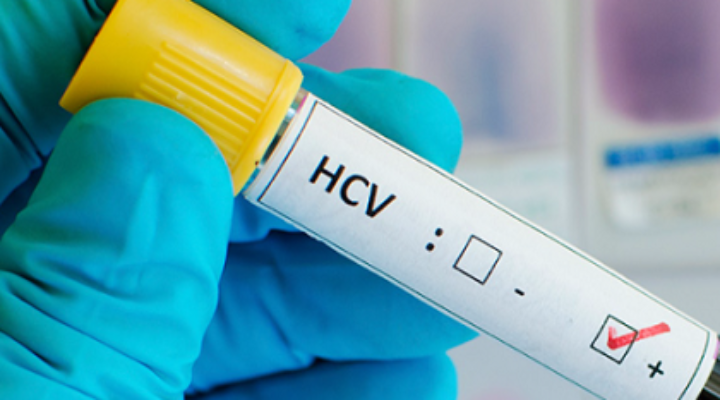 HCV : ☐ - ☑ +